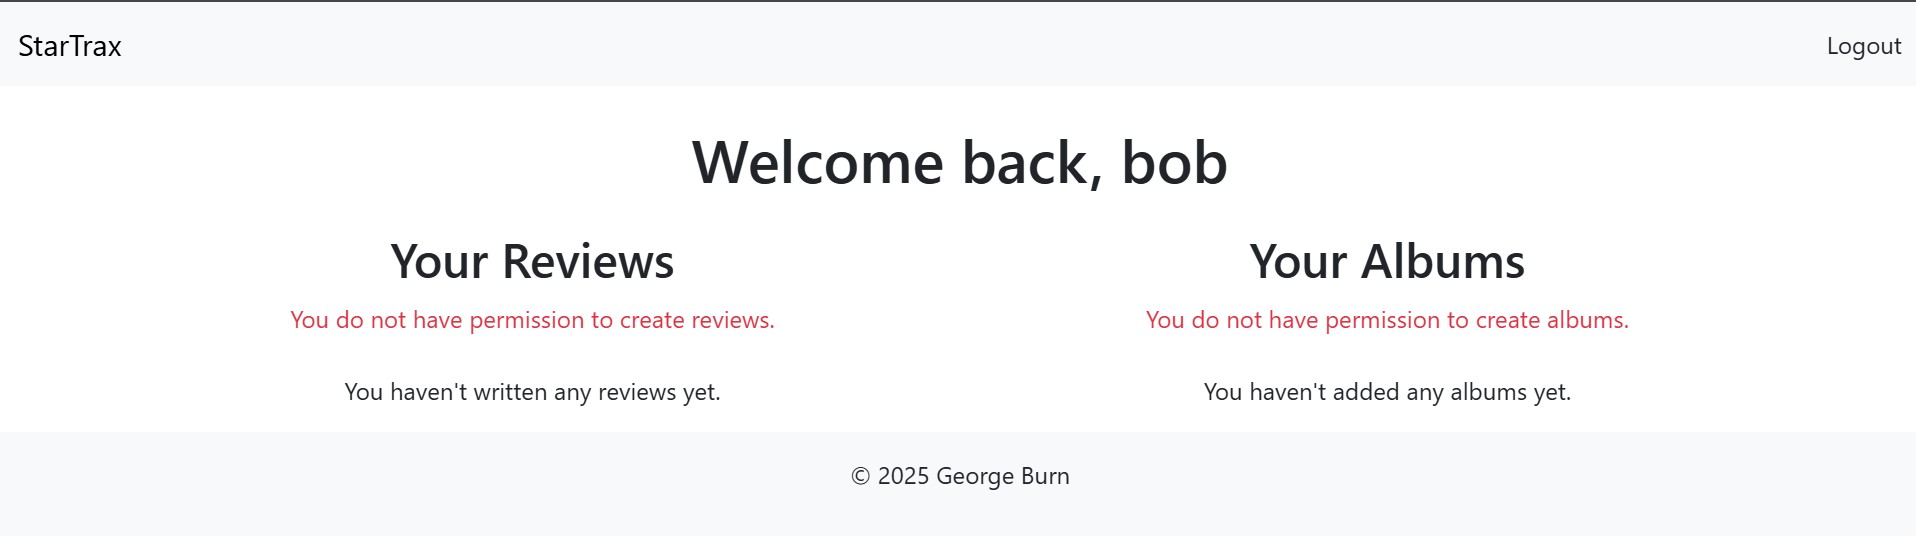 StarTrax
Logout
Welcome back, bob
Your Reviews
You do not have permission to create reviews.
You haven't written any reviews yet.
Your Albums
You do not have permission to create albums.
You haven't added any albums yet.
© 2025 George Burn